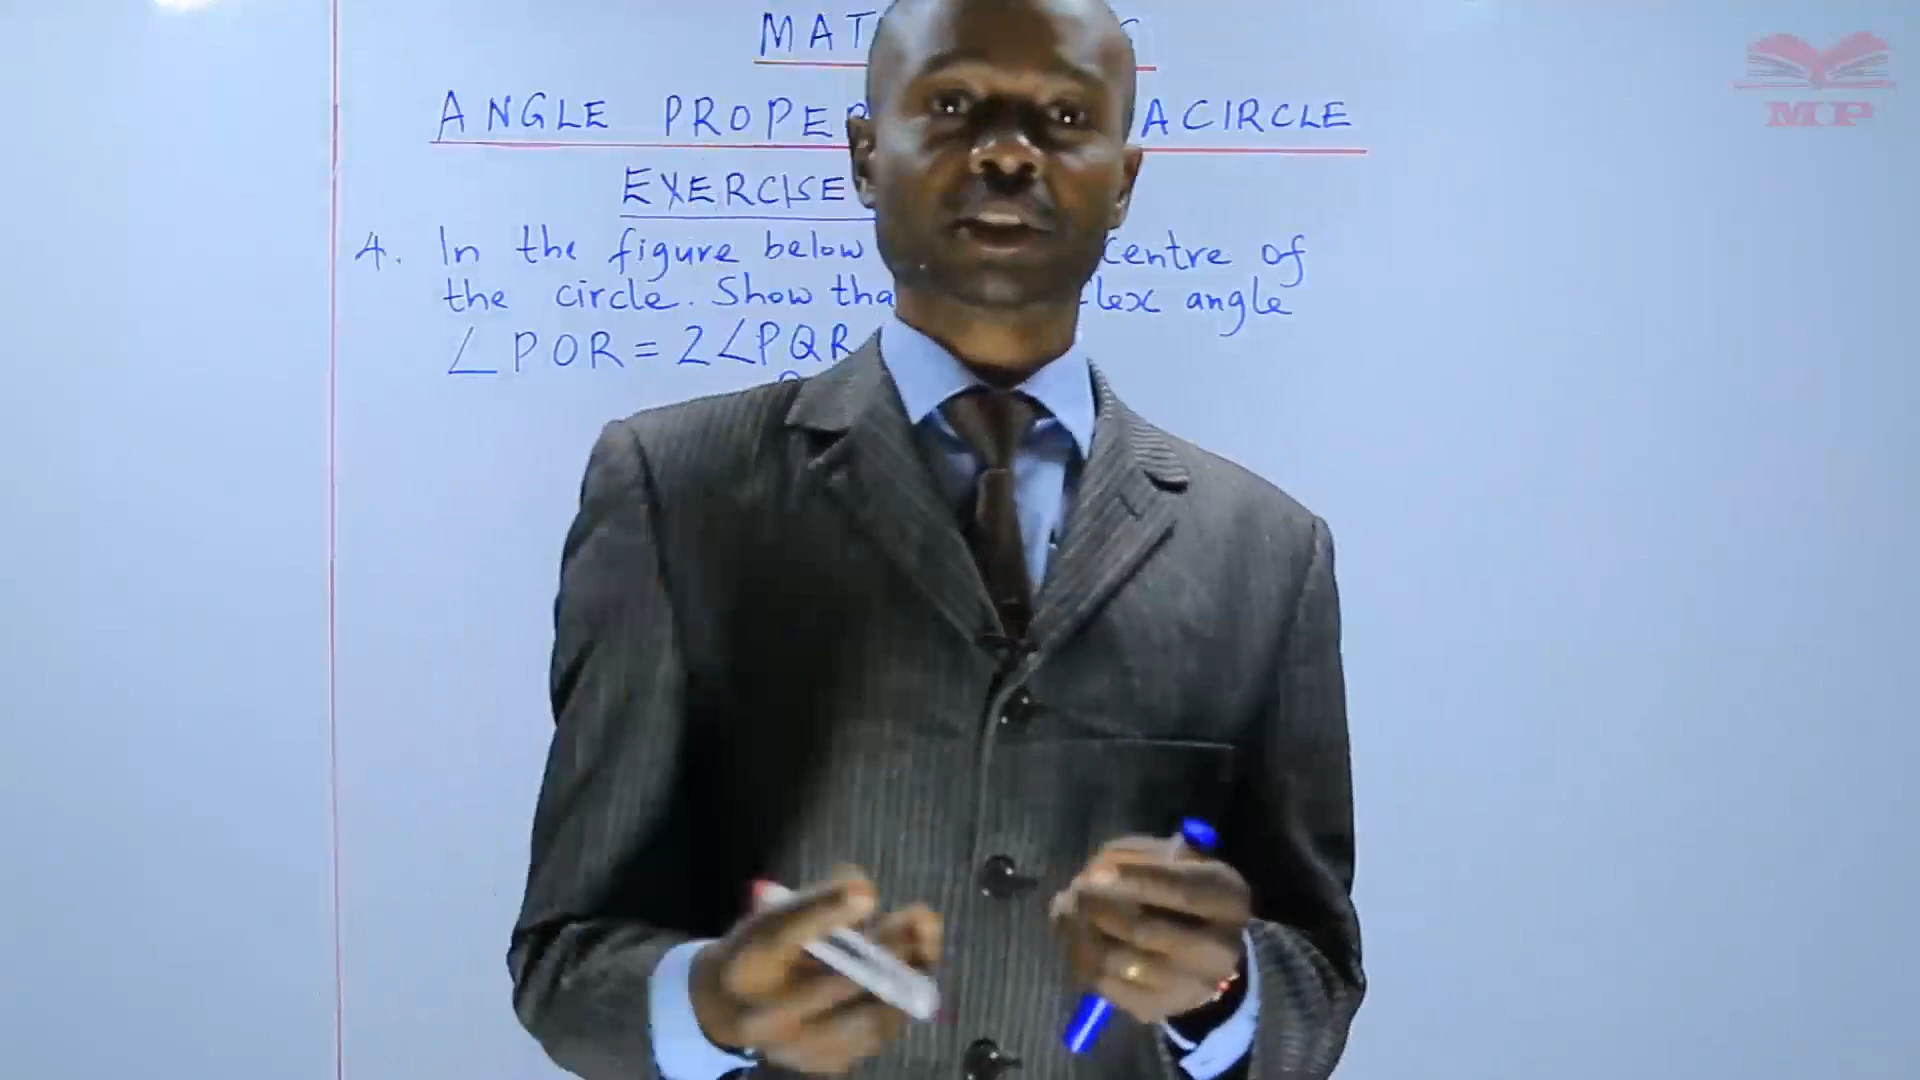 MAT
MP
ANGLE PROPER A CIRCLE
EXERCISE
4. In the figure below centre of
the circle. Show tha lex angle
∠POR = 2∠PQR